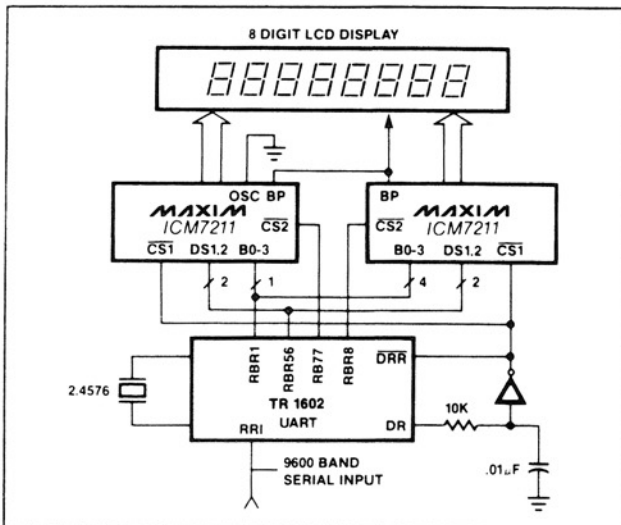 8 DIGIT LCD DISPLAY
OSC BP
BP
MAXIM
ICM7211
CS2
CS1 DS1,2 B0-3
CS2
MAXIM
ICM7211
B0-3 DS1,2 CS1
2
1
4
2
RBR1
RBR56
RB77
RBR8
DRR
2.4576
TR 1602
UART
RRI
DR
10K
9600 BAND
SERIAL INPUT
.01μF